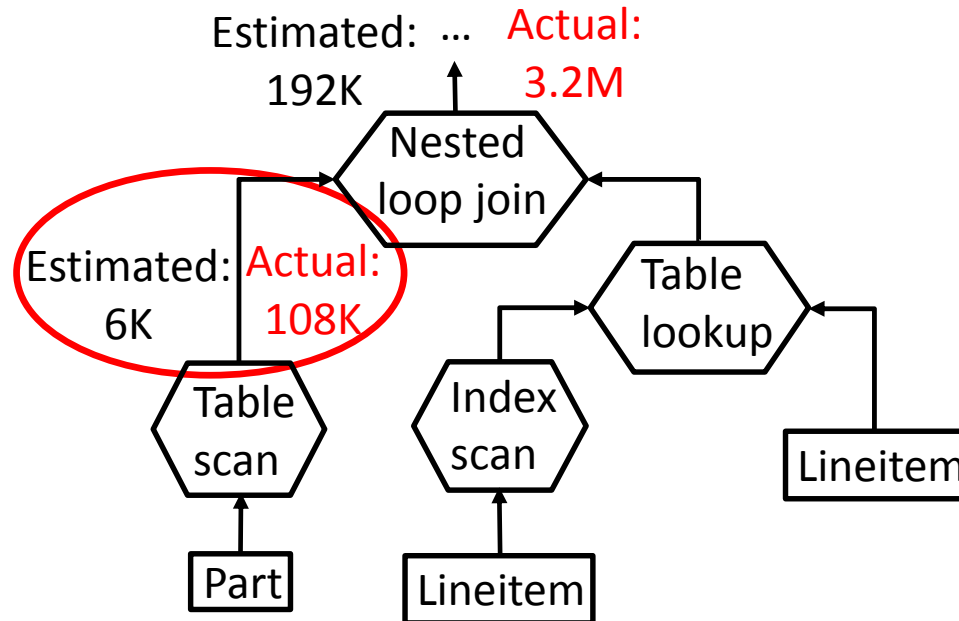 Estimated: ... Actual:
192K 3.2M
Nested
loop join
Estimated: Actual:
6K 108K
Table
lookup
Table
scan
Index
scan
Lineitem
Part
Lineitem